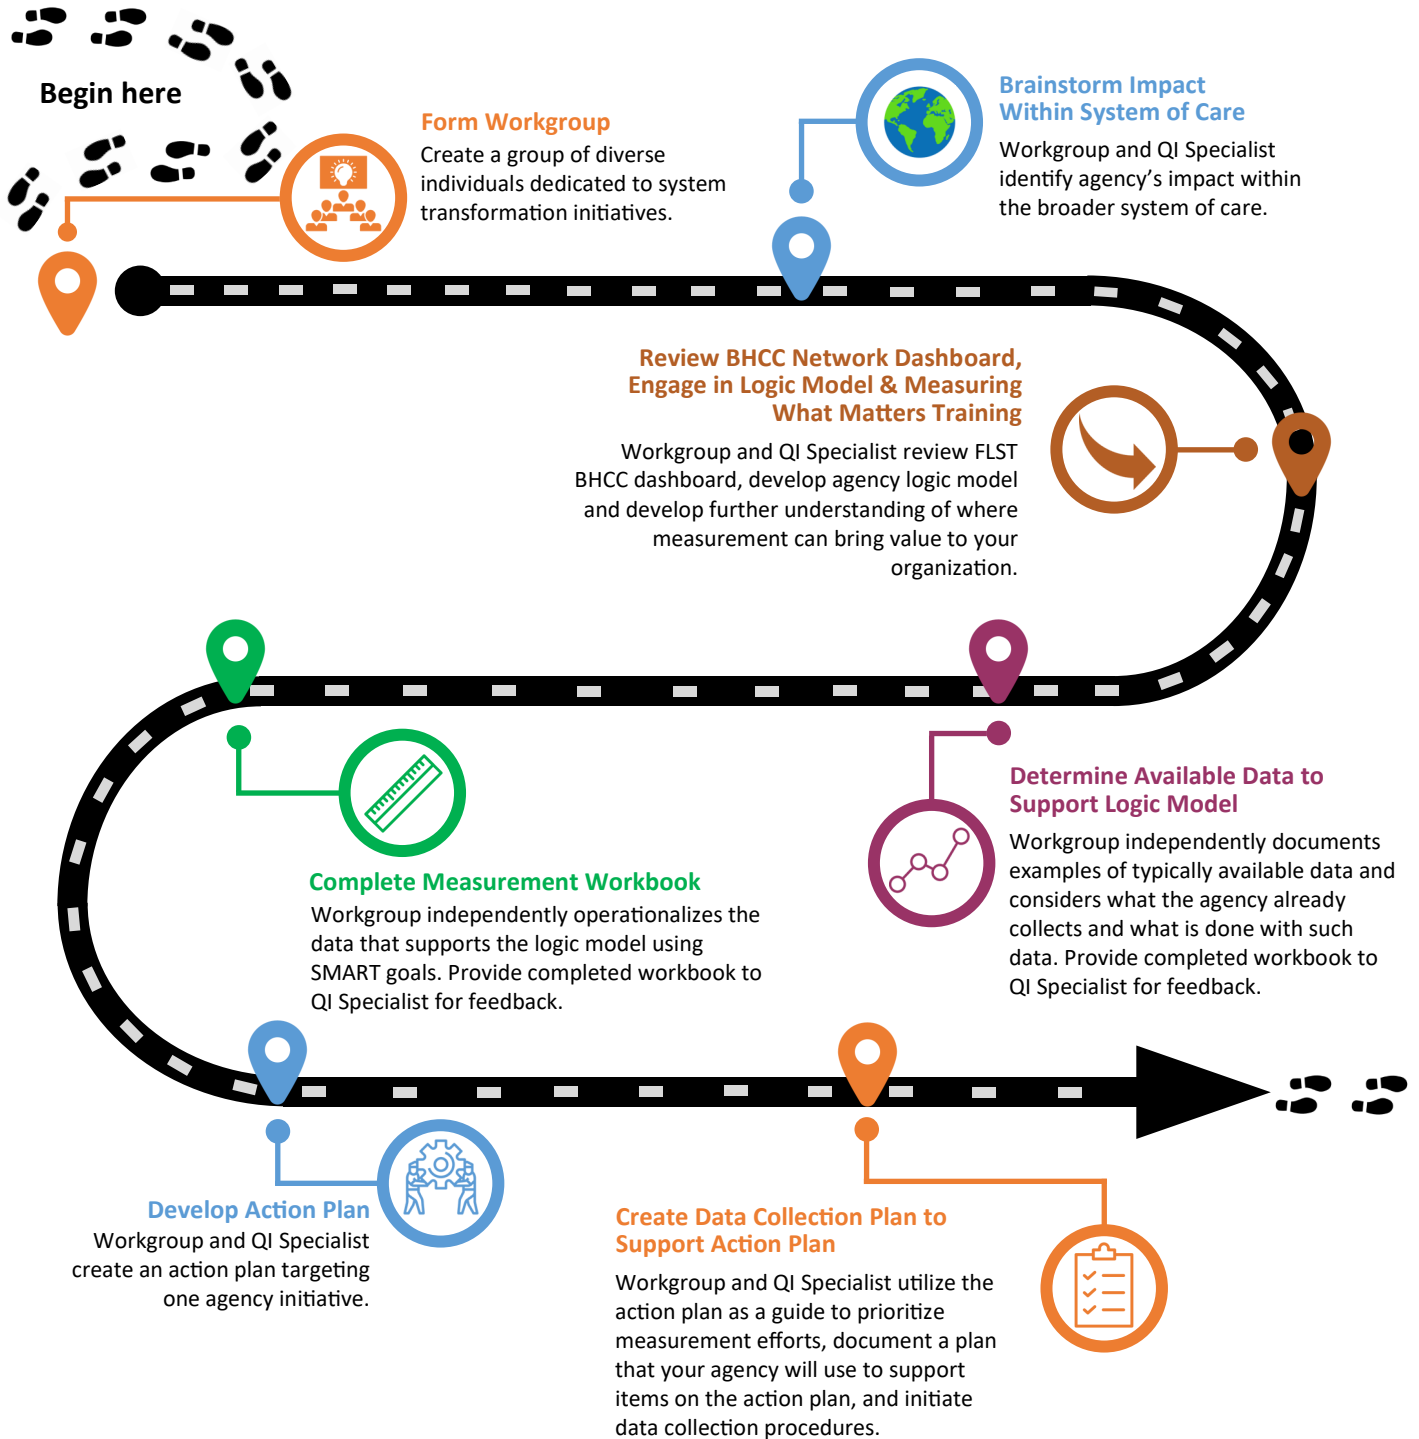 Begin here
Form Workgroup
Create a group of diverse
individuals dedicated to system
transformation initiatives.
Brainstorm Impact
Within System of Care
Workgroup and QI Specialist
identify agency’s impact within
the broader system of care.
Review BHCC Network Dashboard,
Engage in Logic Model & Measuring
What Matters Training
Workgroup and QI Specialist review FLST
BHCC dashboard, develop agency logic model
and develop further understanding of where
measurement can bring value to your
organization.
Determine Available Data to
Support Logic Model
Workgroup independently documents
examples of typically available data and
considers what the agency already
collects and what is done with such
data. Provide completed workbook to
QI Specialist for feedback.
Complete Measurement Workbook
Workgroup independently operationalizes the
data that supports the logic model using
SMART goals. Provide completed workbook to
QI Specialist for feedback.
Develop Action Plan
Workgroup and QI Specialist
create an action plan targeting
one agency initiative.
Create Data Collection Plan to
Support Action Plan
Workgroup and QI Specialist utilize the
action plan as a guide to prioritize
measurement efforts, document a plan
that your agency will use to support
items on the action plan, and initiate
data collection procedures.